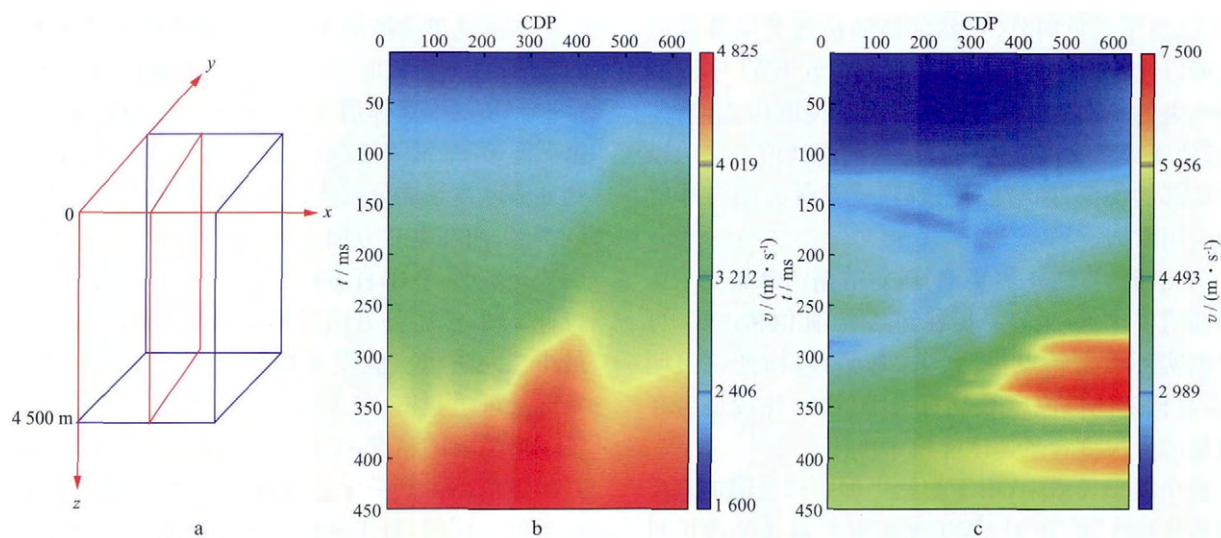 y
0
x
4 500 m
z
a
CDP
0 100 200 300 400 500 600
50
100
150
200
250
300
350
400
450
t / ms
4 825
4 019
3 212
2 406
1 600
v / (m • s⁻¹)
b
CDP
0 100 200 300 400 500 600
0
50
100
150
200
250
300
350
400
450
t / ms
7 500
5 956
4 493
2 989
v / (m • s⁻¹)
c